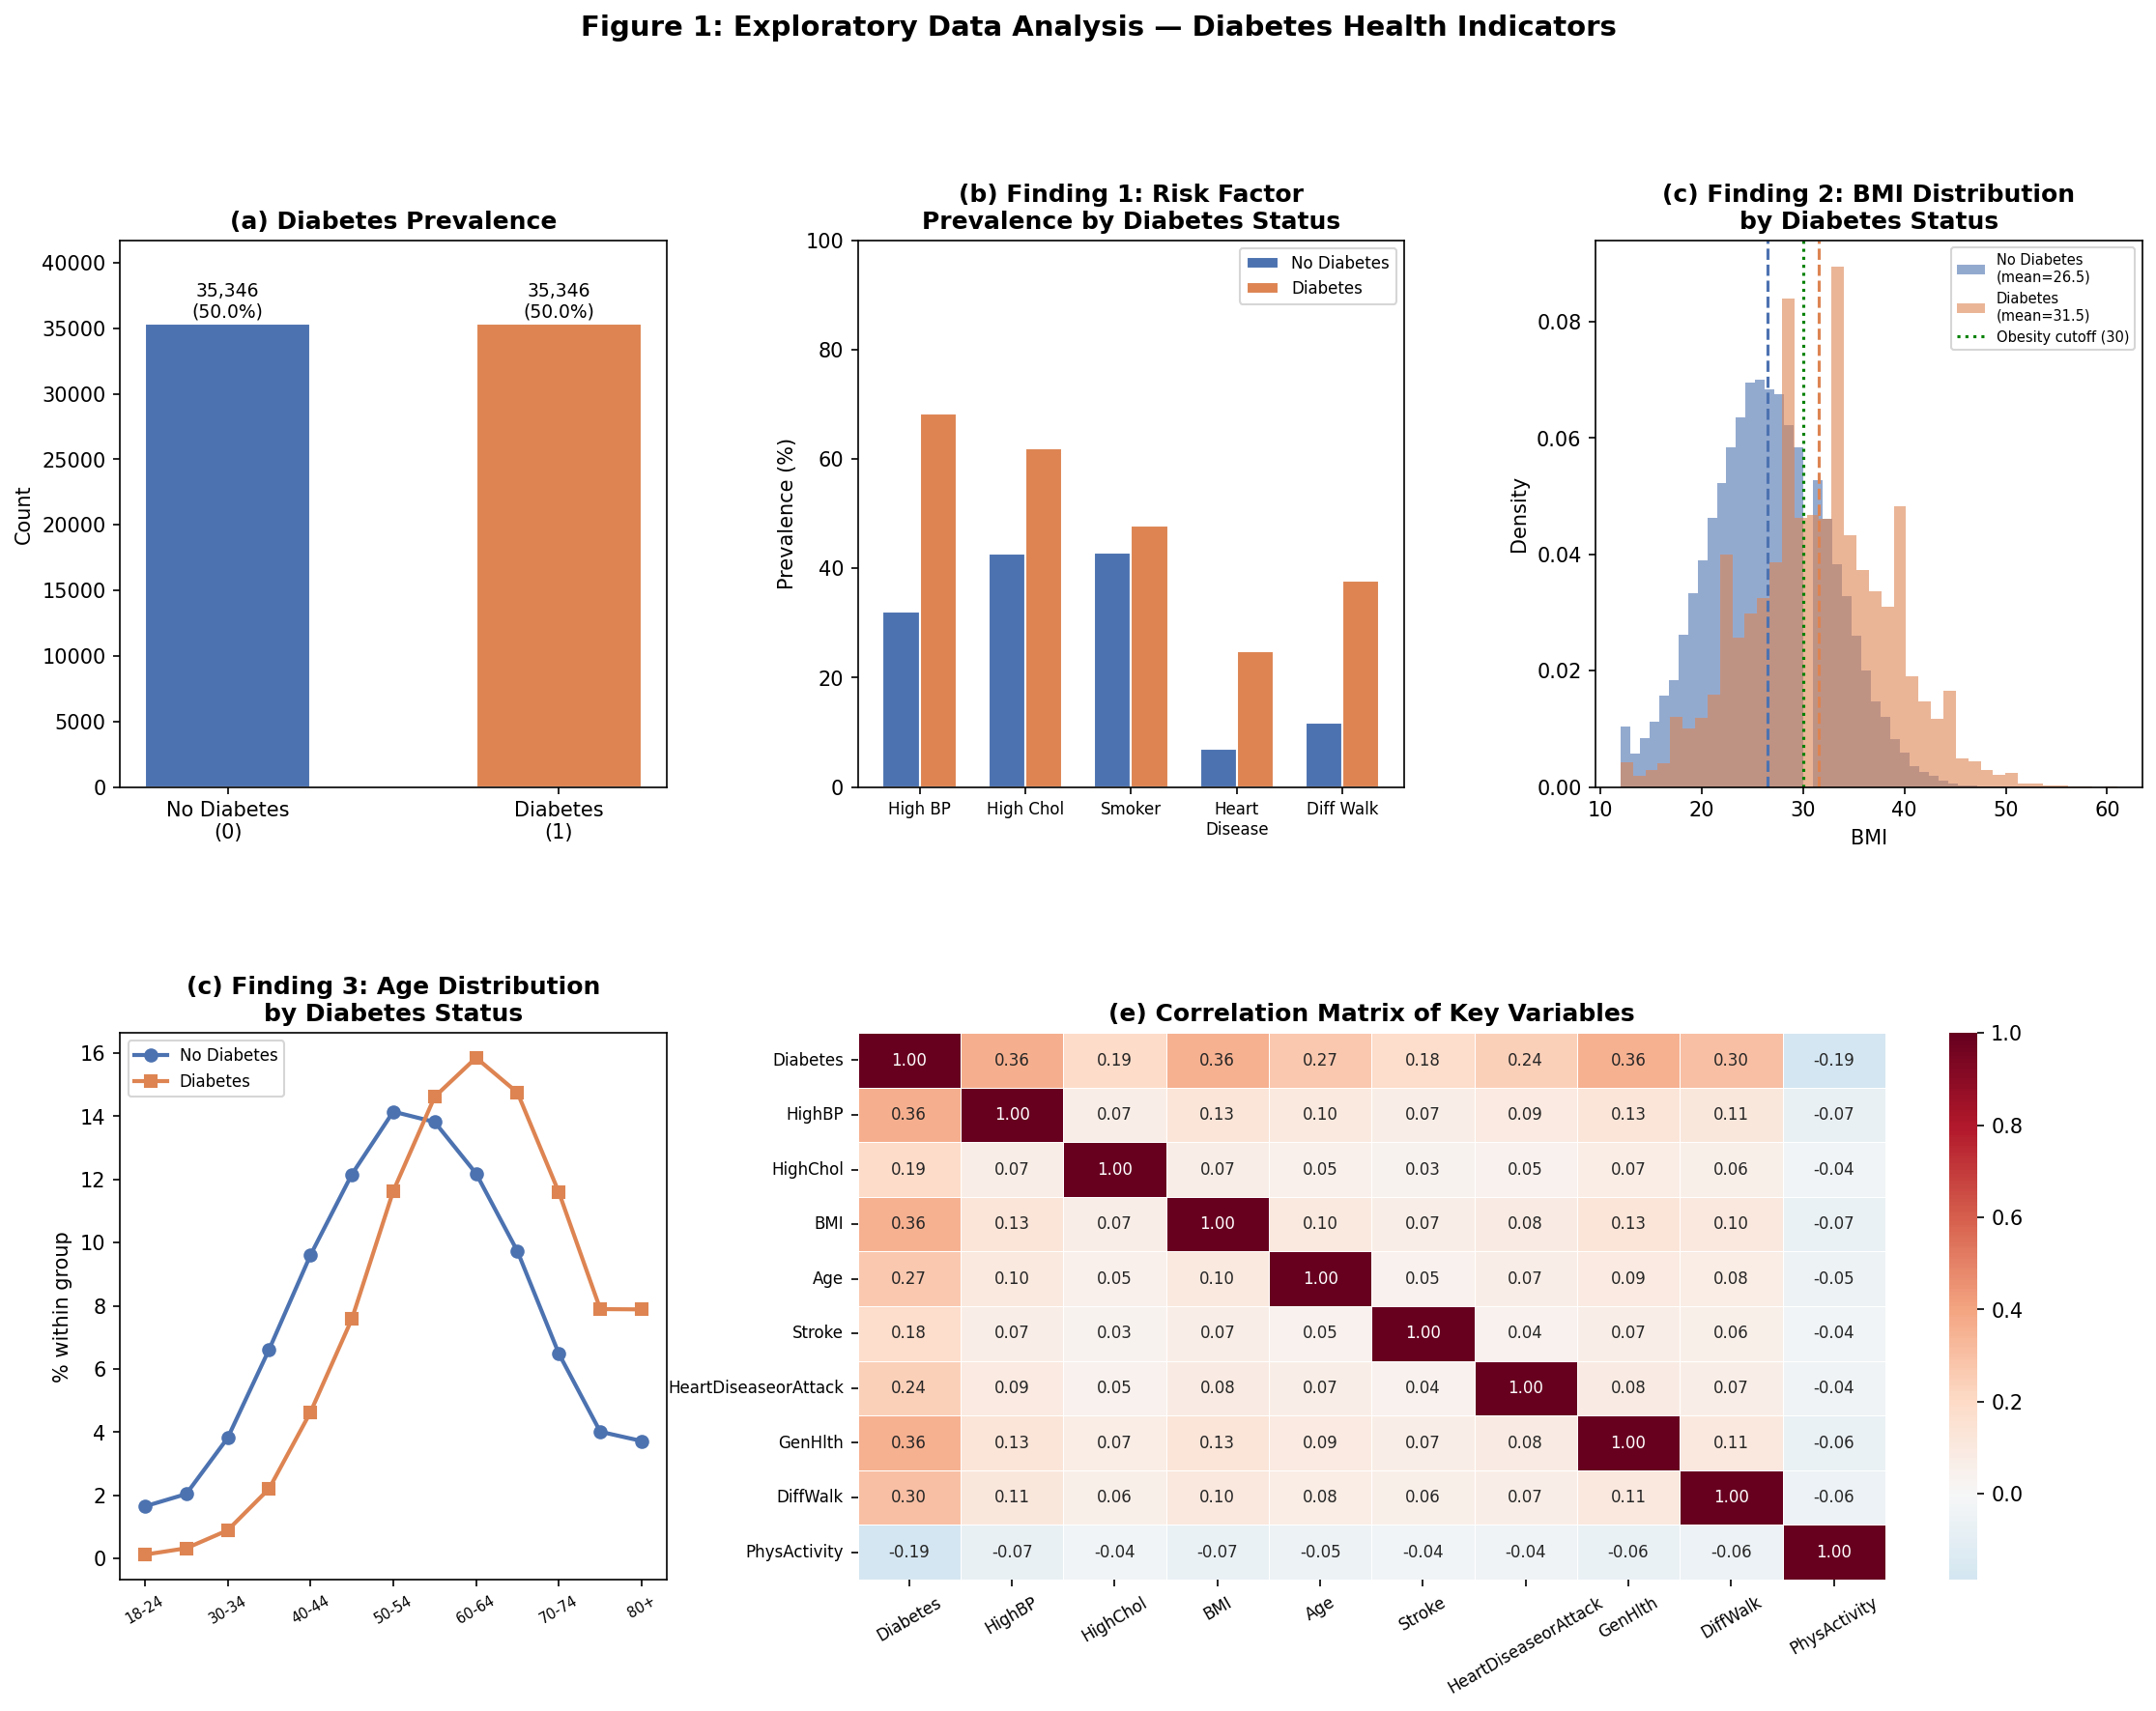 Figure 1: Exploratory Data Analysis — Diabetes Health Indicators
(a) Diabetes Prevalence
40000
35000
30000
25000
20000
15000
10000
5000
0
Count
35,346
(50.0%)
35,346
(50.0%)
No Diabetes
(0)
Diabetes
(1)
(b) Finding 1: Risk Factor
Prevalence by Diabetes Status
100
80
60
40
20
0
Prevalence (%)
No Diabetes
Diabetes
High BP
High Chol
Smoker
Heart
Disease
Diff Walk
(c) Finding 2: BMI Distribution
by Diabetes Status
0.08
0.06
0.04
0.02
0.00
Density
No Diabetes
(mean=26.5)
Diabetes
(mean=31.5)
Obesity cutoff (30)
10 20 30 40 50 60
BMI
(c) Finding 3: Age Distribution
by Diabetes Status
16
14
12
10
8
6
4
2
0
% within group
No Diabetes
Diabetes
18-24 30-34 40-44 50-54 60-64 70-74 80+
(e) Correlation Matrix of Key Variables
Diabetes 1.00 0.36 0.19 0.36 0.27 0.18 0.24 0.36 0.30 -0.19
HighBP 0.36 1.00 0.07 0.13 0.10 0.07 0.09 0.13 0.11 -0.07
HighChol 0.19 0.07 1.00 0.07 0.05 0.03 0.05 0.07 0.06 -0.04
BMI 0.36 0.13 0.07 1.00 0.10 0.07 0.08 0.13 0.10 -0.07
Age 0.27 0.10 0.05 0.10 1.00 0.05 0.07 0.09 0.08 -0.05
Stroke 0.18 0.07 0.03 0.07 0.05 1.00 0.04 0.07 0.06 -0.04
HeartDiseaseorAttack 0.24 0.09 0.05 0.08 0.07 0.04 1.00 0.08 0.07 -0.04
GenHlth 0.36 0.13 0.07 0.13 0.09 0.07 0.08 1.00 0.11 -0.06
DiffWalk 0.30 0.11 0.06 0.10 0.08 0.06 0.07 0.11 1.00 -0.06
PhysActivity -0.19 -0.07 -0.04 -0.07 -0.05 -0.04 -0.04 -0.06 -0.06 1.00
Diabetes HighBP HighChol BMI Age Stroke HeartDiseaseorAttack GenHlth DiffWalk PhysActivity
1.0
0.8
0.6
0.4
0.2
0.0